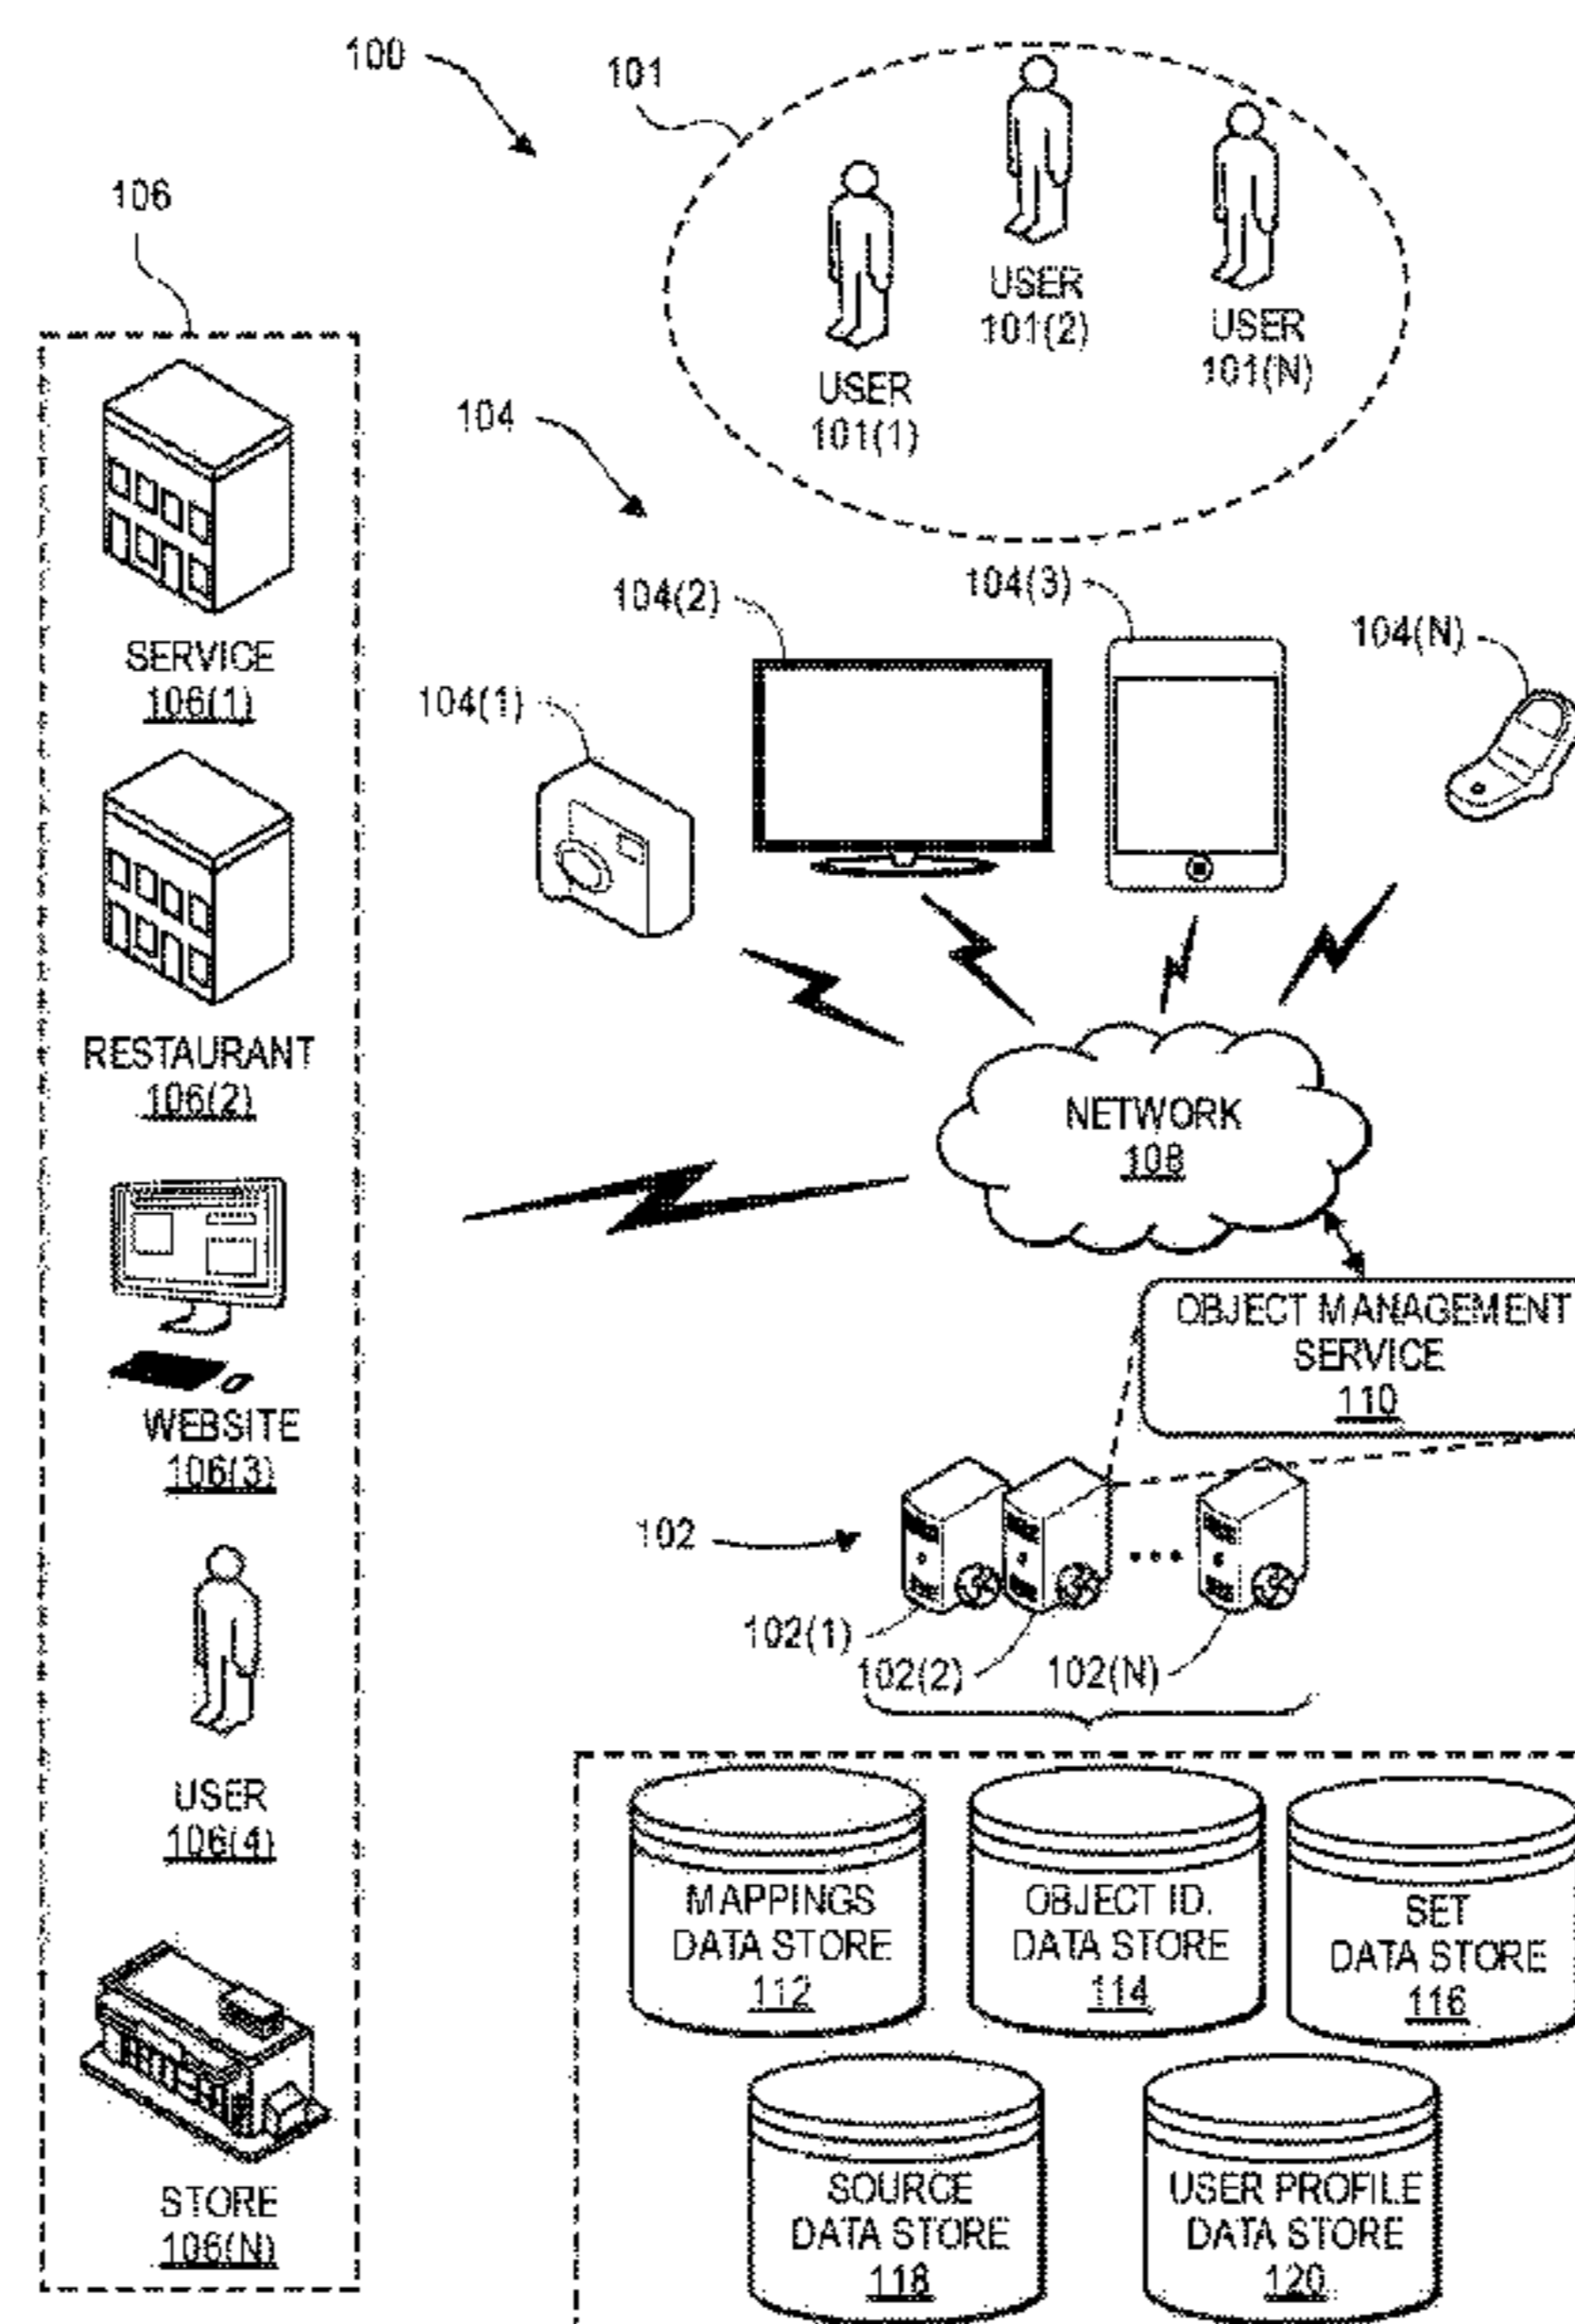 100
101
USER
101(2)
USER
101(N)
USER
101(1)
106
SERVICE
106(1)
RESTAURANT
106(2)
WEBSITE
106(3)
USER
106(4)
STORE
106(N)
104
104(1)
104(2)
104(3)
104(N)
NETWORK
108
OBJECT MANAGEMENT
SERVICE
110
102
102(1)
102(2)
102(N)
MAPPINGS
DATA STORE
112
OBJECT ID.
DATA STORE
114
SET
DATA STORE
116
SOURCE
DATA STORE
118
USER PROFILE
DATA STORE
120